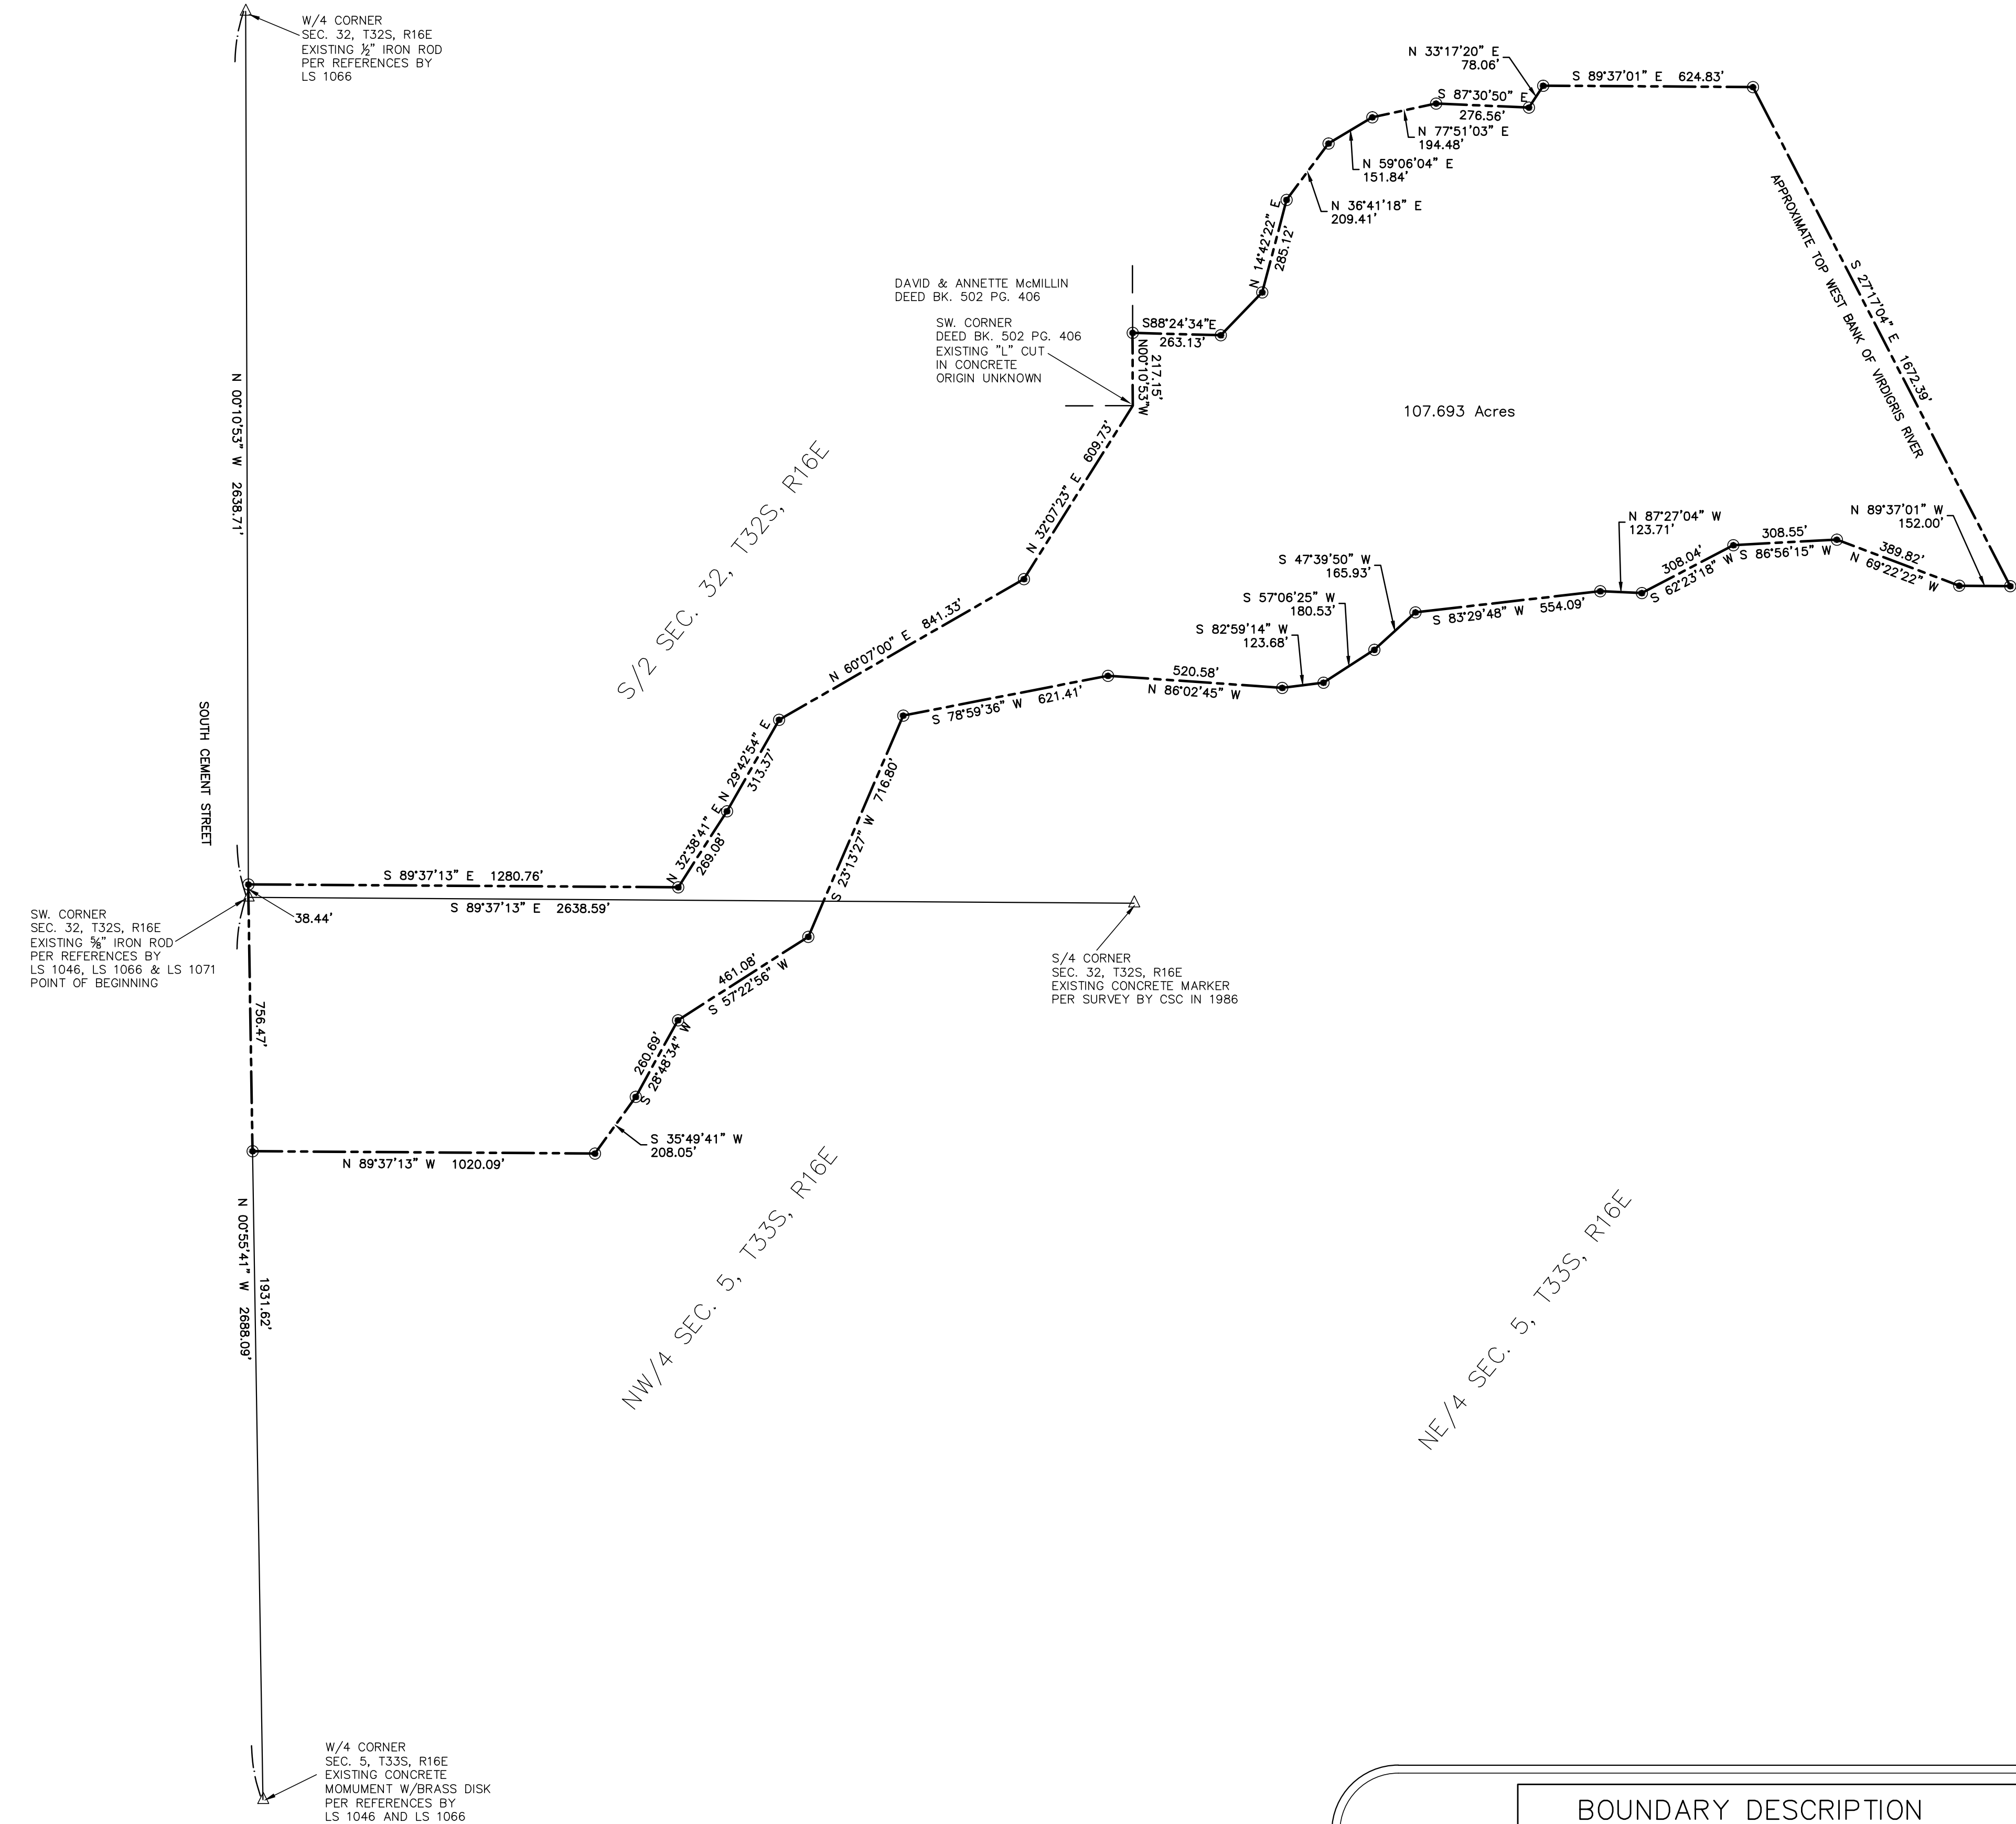 W/4 CORNER
SEC. 32, T32S, R16E
EXISTING ½" IRON ROD
PER REFERENCES BY
LS 1066
N 33°17'20" E
78.06'
S 89°37'01" E 624.83'
S 87°30'50" E
276.56'
N 77°51'03" E
194.48'
N 59°06'04" E
151.84'
N 36°41'18" E
209.41'
N 14°42'22" E
285.12'
APPROXIMATE TOP WEST BANK OF VIRDIGRIS RIVER
S 27°17'04" E 1672.39'
DAVID & ANNETTE McMILLIN
DEED BK. 502 PG. 406
SW. CORNER
DEED BK. 502 PG. 406
EXISTING "L" CUT
IN CONCRETE
ORIGIN UNKNOWN
S88°24'34"E
263.13'
217.15'
N00°10'53"W
107.693 Acres
N 00°10'53" W 2638.71'
S/2 SEC. 32, T32S, R16E
N 32°07'23" E 609.73'
N 60°07'00" E 841.33'
N 29°42'54" E
313.37'
N 32°38'41" E
269.08'
N 89°37'01" W
152.00'
389.82'
N 69°22'22" W
308.55'
S 86°56'15" W
308.04'
S 62°23'18" W
N 87°27'04" W
123.71'
S 83°29'48" W 554.09'
S 47°39'50" W
165.93'
S 57°06'25" W
180.53'
S 82°59'14" W
123.68'
520.58'
N 86°02'45" W
S 78°59'36" W 621.41'
S 23°13'27" W 716.80'
SOUTH CEMENT STREET
S 89°37'13" E 1280.76'
S 89°37'13" E 2638.59'
38.44'
SW. CORNER
SEC. 32, T32S, R16E
EXISTING ⅝" IRON ROD
PER REFERENCES BY
LS 1046, LS 1066 & LS 1071
POINT OF BEGINNING
S/4 CORNER
SEC. 32, T32S, R16E
EXISTING CONCRETE MARKER
PER SURVEY BY CSC IN 1986
461.08'
S 57°22'56" W
260.69'
S 28°48'34" W
S 35°49'41" W
208.05'
756.47'
N 89°37'13" W 1020.09'
N 00°55'41" W 2688.09'
1931.62'
NW/4 SEC. 5, T33S, R16E
NE/4 SEC. 5, T33S, R16E
W/4 CORNER
SEC. 5, T33S, R16E
EXISTING CONCRETE
MOMUMENT W/BRASS DISK
PER REFERENCES BY
LS 1046 AND LS 1066
BOUNDARY DESCRIPTION